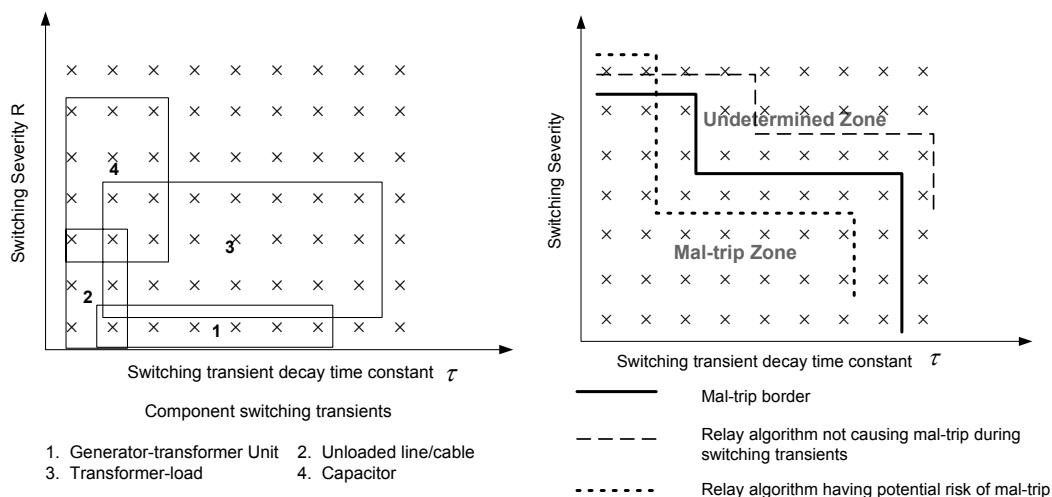 Switching Severity R
4
3
2
1
Switching transient decay time constant τ
Component switching transients
1. Generator-transformer Unit 2. Unloaded line/cable
3. Transformer-load 4. Capacitor
Switching Severity
Undetermined Zone
Mal-trip Zone
Switching transient decay time constant τ
Mal-trip border
Relay algorithm not causing mal-trip during
switching transients
Relay algorithm having potential risk of mal-trip